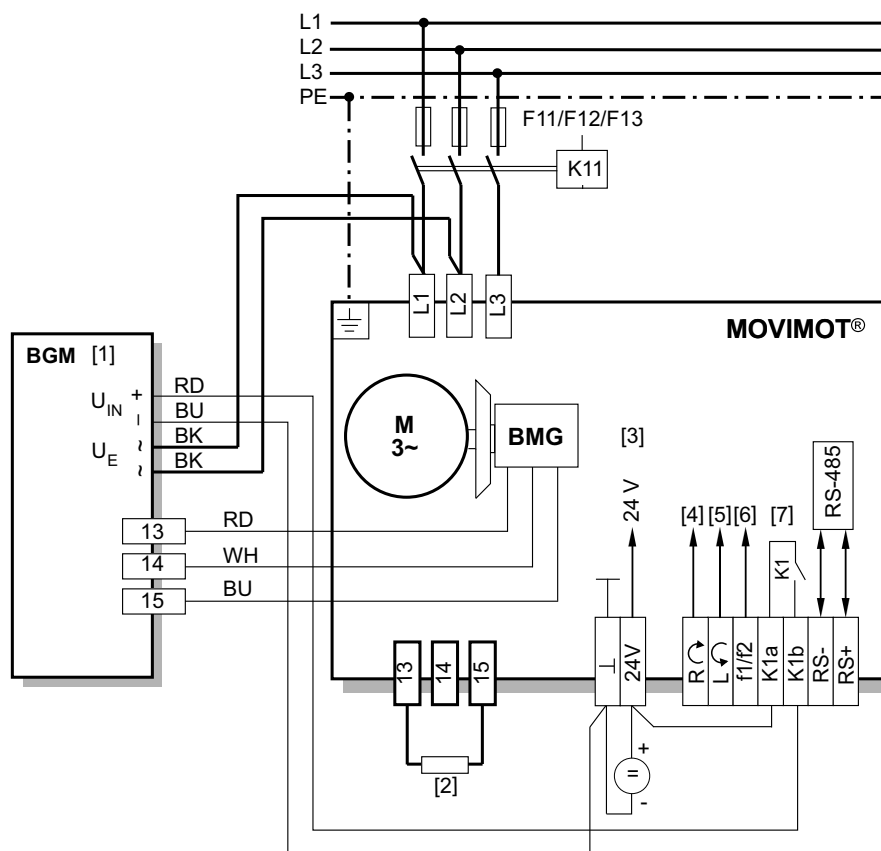 L1
L2
L3
PE
F11/F12/F13
K11
L1
L2
L3
MOVIMOT®
BGM [1]
U_IN + RD
– BU
U_E ~ BK
~ BK
M
3~
BMG
[3]
24 V
[4] [5] [6] [7]
K1
RS-485
13 RD
14 WH
15 BU
13
14
15
[2]
⊥
24V
R
L
f1/f2
K1a
K1b
RS-
RS+
+
=
-